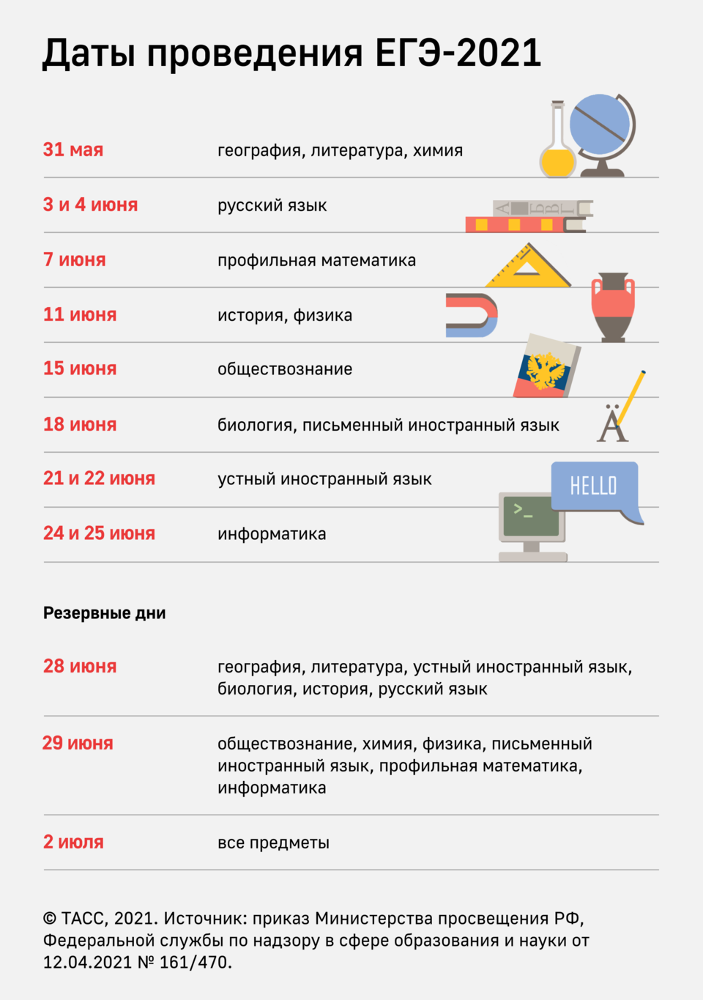 Даты проведения ЕГЭ-2021
31 мая
география, литература, химия
3 и 4 июня
русский язык
А БВГ
7 июня
профильная математика
11 июня
история, физика
15 июня
обществознание
18 июня
биология, письменный иностранный язык
Ä
21 и 22 июня
устный иностранный язык
HELLO
>_
24 и 25 июня
информатика
Резервные дни
28 июня
география, литература, устный иностранный язык,
биология, история, русский язык
29 июня
обществознание, химия, физика, письменный
иностранный язык, профильная математика,
информатика
2 июля
все предметы
© ТАСС, 2021. Источник: приказ Министерства просвещения РФ,
Федеральной службы по надзору в сфере образования и науки от
12.04.2021 № 161/470.